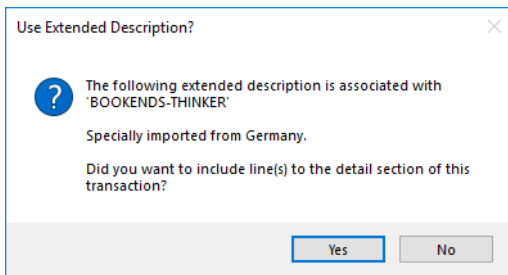 Use Extended Description?
The following extended description is associated with
'BOOKENDS-THINKER'
Specially imported from Germany.
Did you want to include line(s) to the detail section of this
transaction?
Yes No